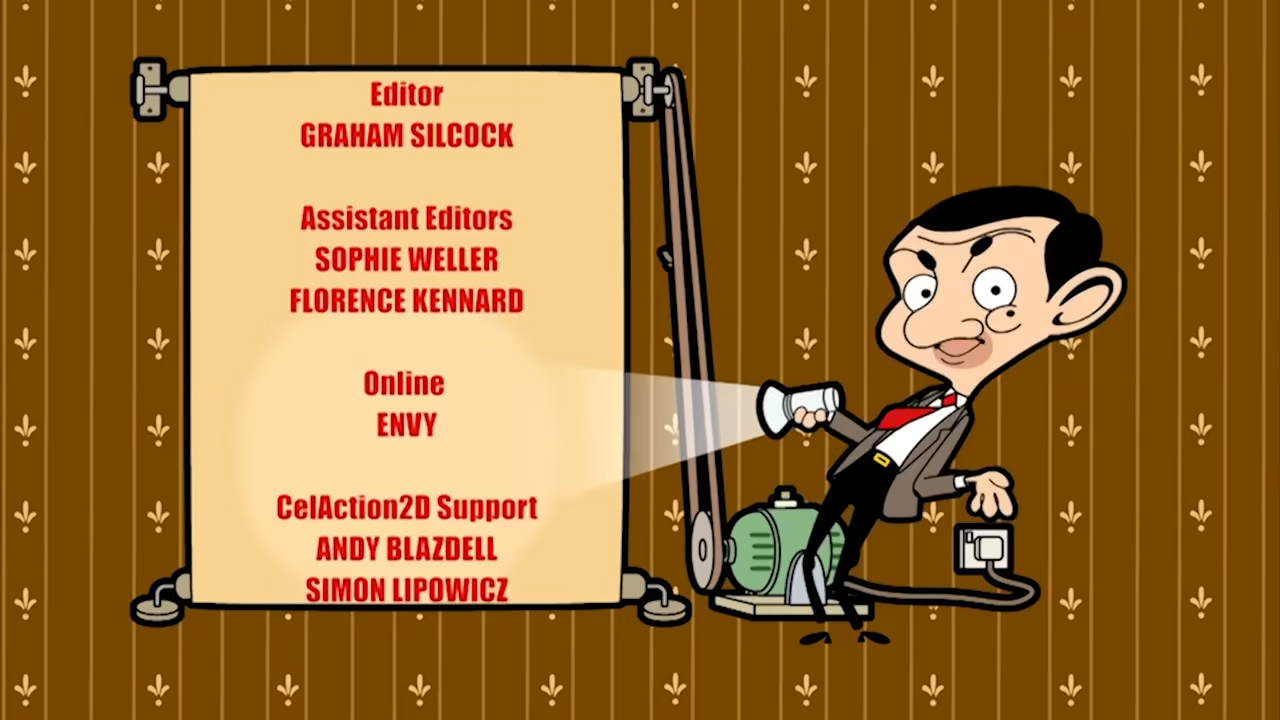 Editor
GRAHAM SILCOCK
Assistant Editors
SOPHIE WELLER
FLORENCE KENNARD
Online
ENVY
CelAction2D Support
ANDY BLAZDELL
SIMON LIPOWICZ